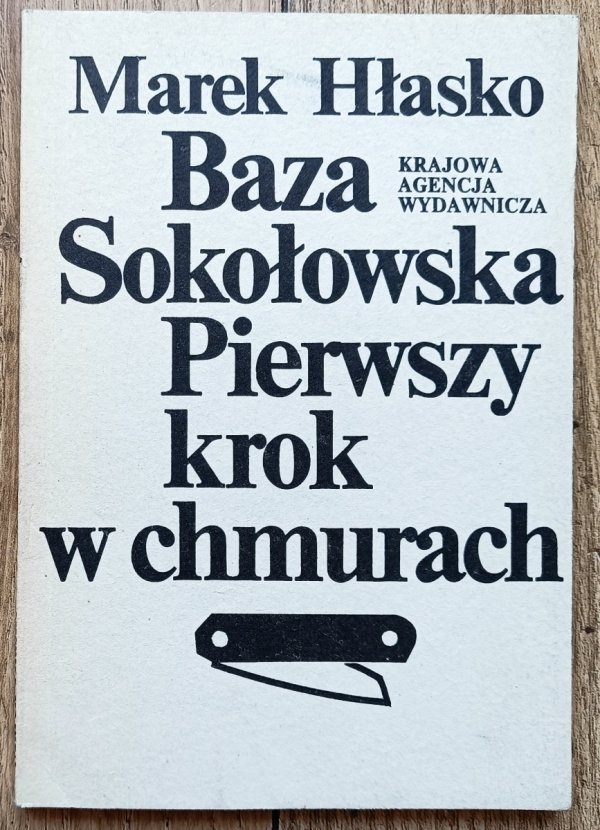 Marek Hłasko
Baza
KRAJOWA
AGENCJA
WYDAWNICZA
Sokołowska
Pierwszy
krok
w chmurach